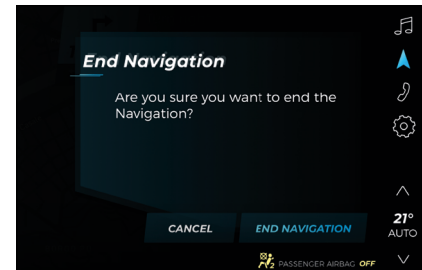 End Navigation
Are you sure you want to end the
Navigation?
CANCEL
END NAVIGATION
21°
AUTO
PASSENGER AIRBAG OFF